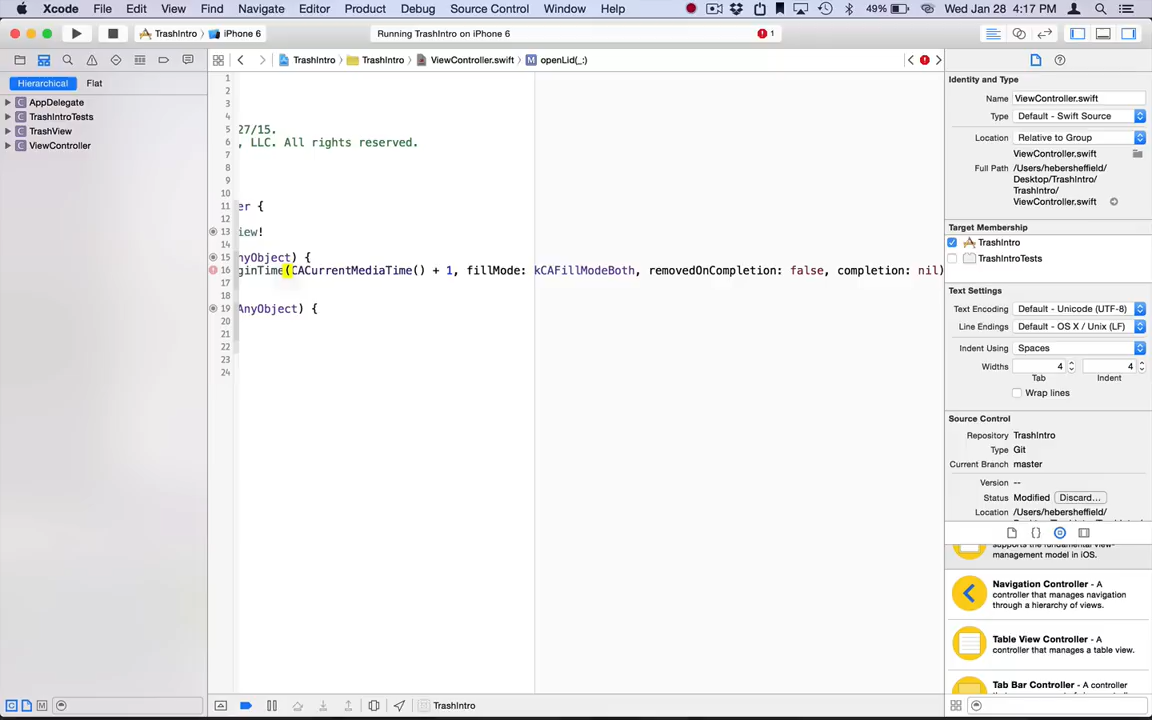 Xcode File Edit View Find Navigate Editor Product Debug Source Control Window Help 49% Wed Jan 28 4:17 PM
TrashIntro iPhone 6 Running TrashIntro on iPhone 6 1
TrashIntro TrashIntro ViewController.swift M openLid(_:)
Hierarchical Flat
C AppDelegate
C TrashIntroTests
C TrashView
C ViewController
1
2
3
4
5 27/15.
6 , LLC. All rights reserved.
7
8
9
10
11 er {
12
13 iew!
14
15 nyObject) {
16 ginTime(CACurrentMediaTime() + 1, fillMode: kCAFillModeBoth, removedOnCompletion: false, completion: nil)
17
18
19 AnyObject) {
20
21
22
23
24
Identity and Type
Name ViewController.swift
Type Default - Swift Source
Location Relative to Group
ViewController.swift
Full Path /Users/hebersheffield/
Desktop/TrashIntro/
TrashIntro/
ViewController.swift
Target Membership
TrashIntro
TrashIntroTests
Text Settings
Text Encoding Default - Unicode (UTF-8)
Line Endings Default - OS X / Unix (LF)
Indent Using Spaces
Widths 4 4
Tab Indent
Wrap lines
Source Control
Repository TrashIntro
Type Git
Current Branch master
Version --
Status Modified Discard...
Location /Users/hebersheffield/
supports the fundamental view-
management model in iOS.
Navigation Controller - A
controller that manages navigation
through a hierarchy of views.
Table View Controller - A
controller that manages a table view.
Tab Bar Controller - A controller
TrashIntro